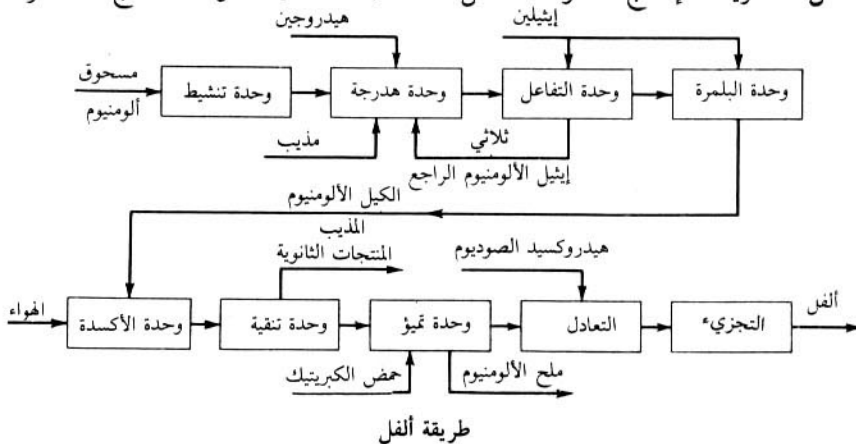 هيدروجين
إيثيلين
مسحوق
ألومنيوم
وحدة تنشيط
وحدة هدرجة
وحدة التفاعل
وحدة البلمرة
مذيب
ثلاثي
إيثيل الألومنيوم الراجع
الكيل الألومنيوم
المذيب
المنتجات الثانوية
هيدروكسيد الصوديوم
الهواء
وحدة الأكسدة
وحدة تنقية
وحدة تميؤ
التعادل
التجزيء
ألفل
حمض الكبريتيك
ملح الألومنيوم
طريقة ألفل